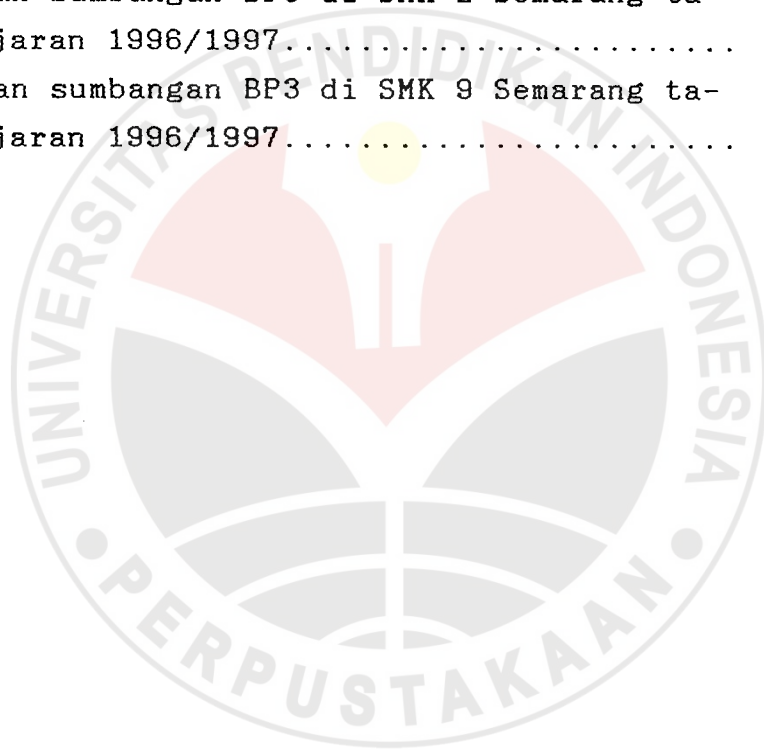 jaran 1996/1997........................
an sumbangan BP3 di SMK 9 Semarang ta-
jaran 1996/1997........................
UNIVERSITAS PENDIDIKAN INDONESIA
PERPUSTAKAAN